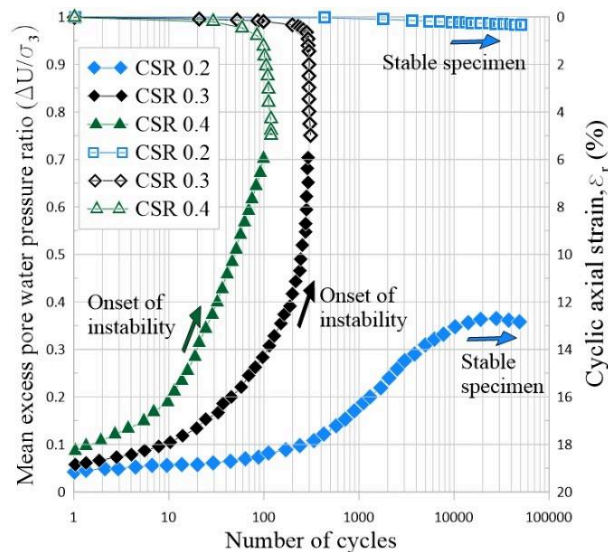 Mean excess pore water pressure ratio (ΔU/σ3)
1
0.9
0.8
0.7
0.6
0.5
0.4
0.3
0.2
0.1
0
CSR 0.2
CSR 0.3
CSR 0.4
CSR 0.2
CSR 0.3
CSR 0.4
Stable specimen
Onset of
instability
Onset of
instability
Stable
specimen
0
2
4
6
8
10
12
14
16
18
20
Cyclic axial strain, εr (%)
1
10
100
1000
10000
100000
Number of cycles